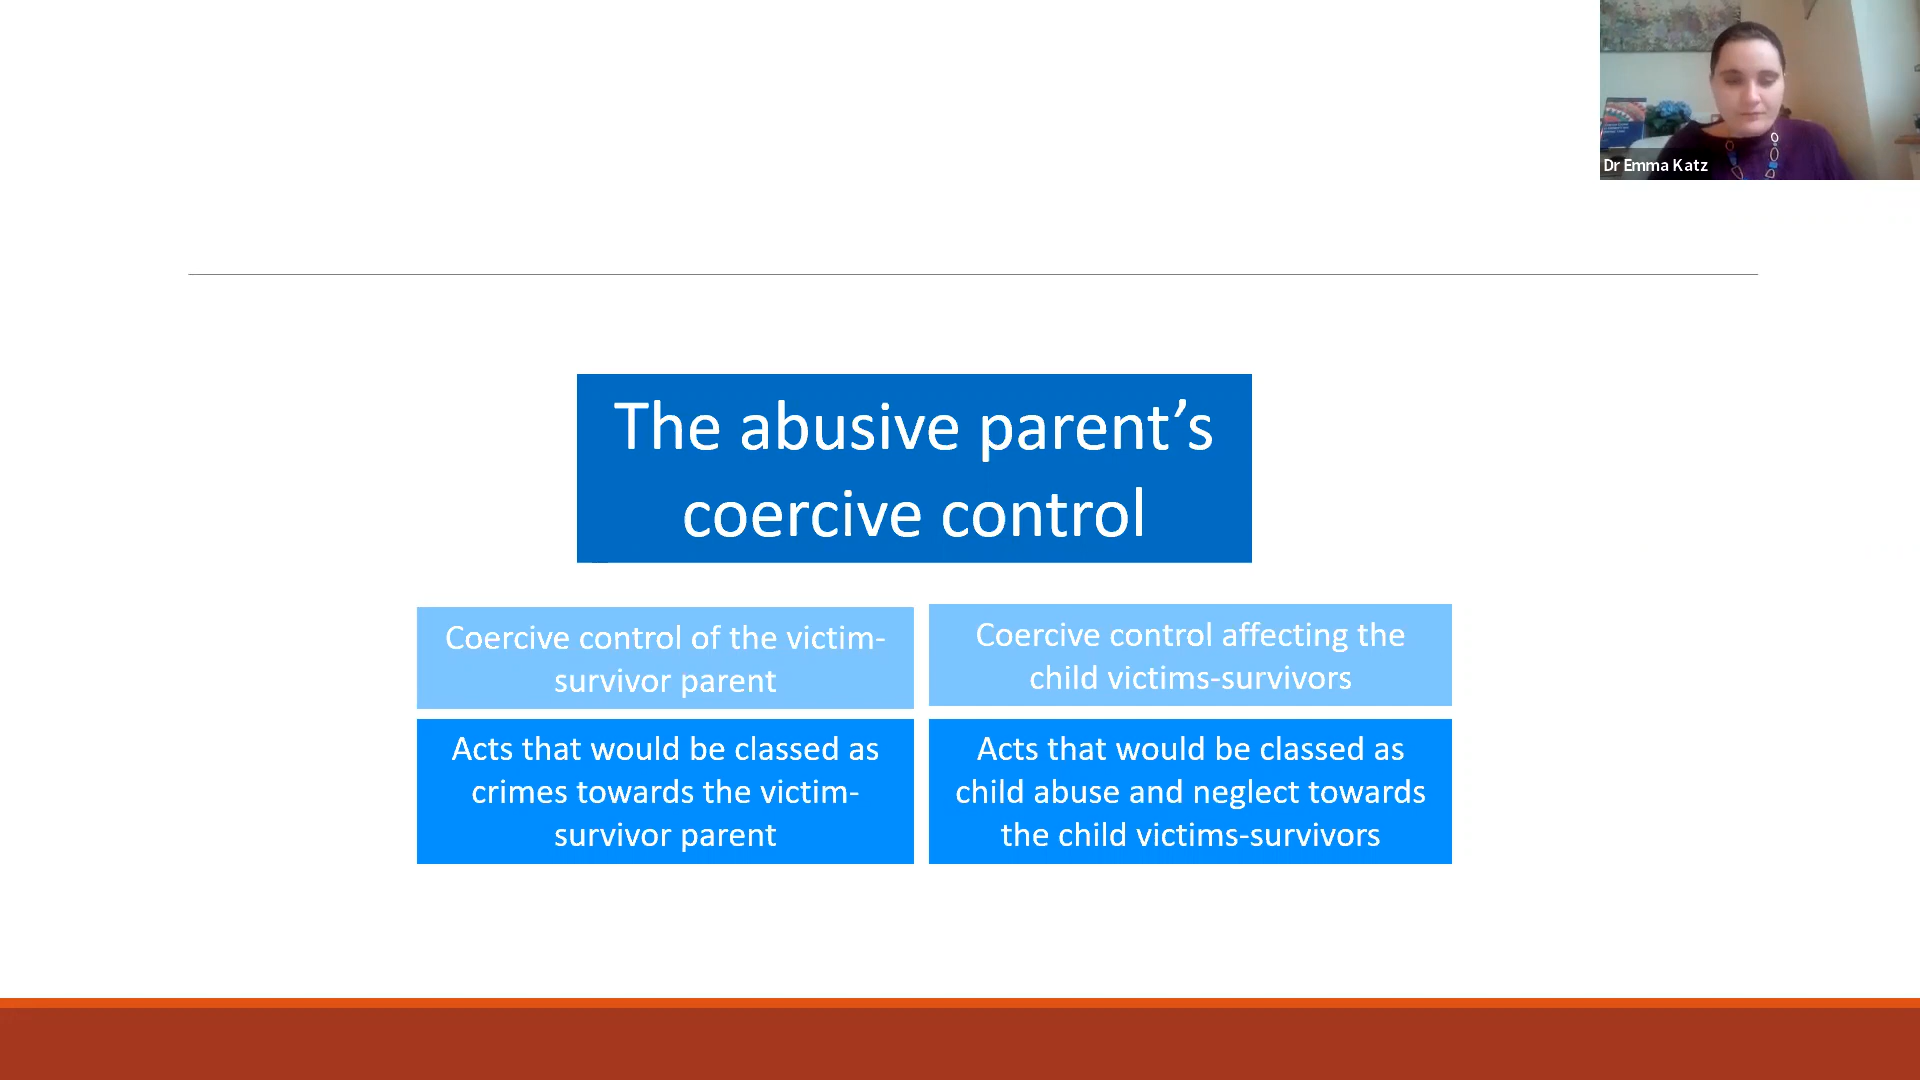 Dr Emma Katz
The abusive parent’s
coercive control
Coercive control of the victim-
survivor parent
Coercive control affecting the
child victims-survivors
Acts that would be classed as
crimes towards the victim-
survivor parent
Acts that would be classed as
child abuse and neglect towards
the child victims-survivors